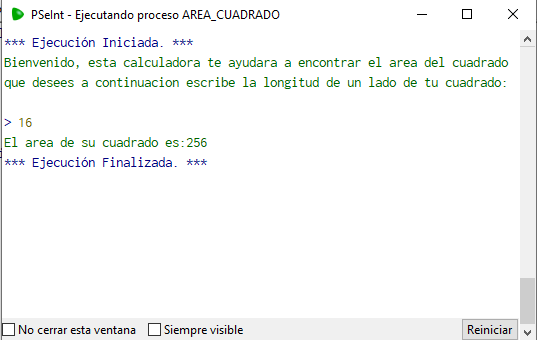 PSeInt - Ejecutando proceso AREA_CUADRADO
*** Ejecución Iniciada. ***
Bienvenido, esta calculadora te ayudara a encontrar el area del cuadrado
que desees a continuacion escribe la longitud de un lado de tu cuadrado:
> 16
El area de su cuadrado es:256
*** Ejecución Finalizada. ***
No cerrar esta ventana Siempre visible Reiniciar